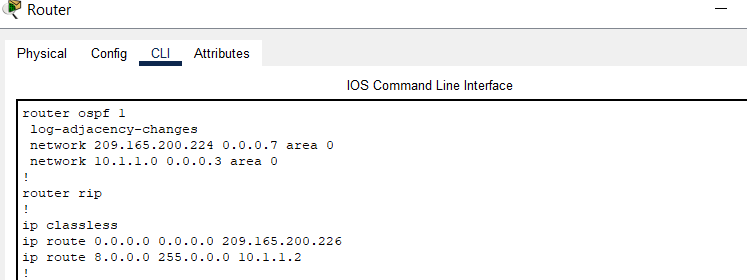 Router
Physical Config CLI Attributes
IOS Command Line Interface
router ospf 1
log-adjacency-changes
network 209.165.200.224 0.0.0.7 area 0
network 10.1.1.0 0.0.0.3 area 0
!
router rip
!
ip classless
ip route 0.0.0.0 0.0.0.0 209.165.200.226
ip route 8.0.0.0 255.0.0.0 10.1.1.2
!